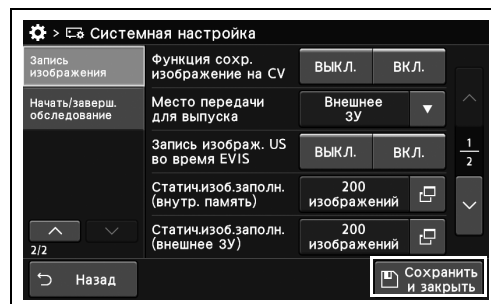 > Системная настройка
Запись
изображения
Начать/заверш.
обследование
2/2
Функция сохр.
изображение на CV
ВЫКЛ.
ВКЛ.
Место передачи
для выпуска
Внешнее
ЗУ
Запись изображ. US
во время EVIS
ВЫКЛ.
ВКЛ.
Статич.изоб.заполн.
(внутр. память)
200
изображений
Статич.изоб.заполн.
(внешнее ЗУ)
200
изображений
1
2
Назад
Сохранить
и закрыть